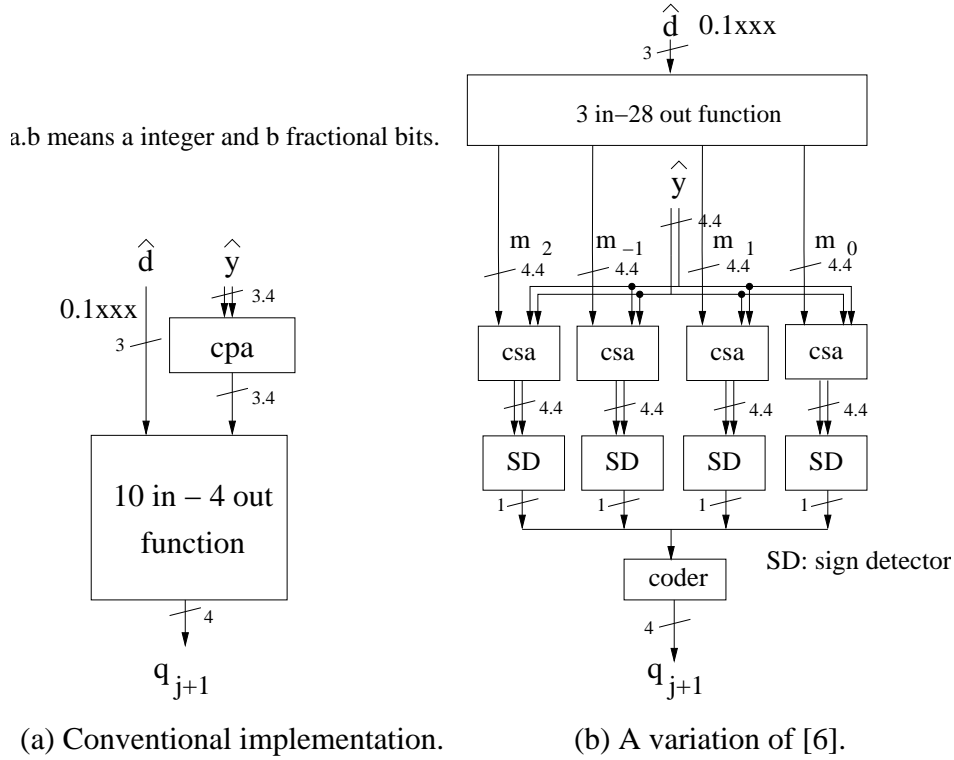 d̂ 0.1xxx
3
3 in−28 out function
a.b means a integer and b fractional bits.
ŷ
4.4
m 2 m −1 m 1 m 0
4.4 4.4 4.4 4.4
d̂ ŷ
3.4
0.1xxx
3
cpa
3.4
csa csa csa csa
4.4 4.4 4.4 4.4
SD SD SD SD
1 1 1 1
10 in − 4 out
function
SD: sign detector
coder
4
4
q j+1
q j+1
(a) Conventional implementation. (b) A variation of [6].